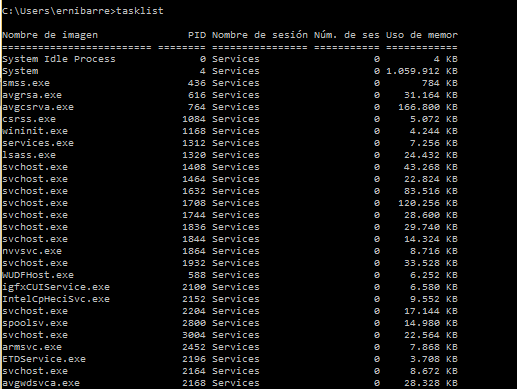 C:\Users\ernibarre>tasklist
Nombre de imagen PID Nombre de sesión Núm. de ses Uso de memor
========================= ======== ================ =========== ============
System Idle Process 0 Services 0 4 KB
System 4 Services 0 1.059.912 KB
smss.exe 436 Services 0 784 KB
avgrsa.exe 616 Services 0 31.164 KB
avgcsrva.exe 764 Services 0 166.800 KB
csrss.exe 1084 Services 0 5.072 KB
wininit.exe 1168 Services 0 4.244 KB
services.exe 1312 Services 0 7.256 KB
lsass.exe 1320 Services 0 24.432 KB
svchost.exe 1408 Services 0 43.268 KB
svchost.exe 1464 Services 0 22.824 KB
svchost.exe 1632 Services 0 83.516 KB
svchost.exe 1708 Services 0 120.256 KB
svchost.exe 1744 Services 0 28.600 KB
svchost.exe 1836 Services 0 29.740 KB
svchost.exe 1844 Services 0 14.324 KB
nvvsvc.exe 1864 Services 0 8.716 KB
svchost.exe 1932 Services 0 33.528 KB
WUDFHost.exe 588 Services 0 6.252 KB
igfxCUIService.exe 2100 Services 0 6.580 KB
IntelCpHeciSvc.exe 2152 Services 0 9.552 KB
svchost.exe 2204 Services 0 17.144 KB
spoolsv.exe 2800 Services 0 14.980 KB
svchost.exe 3004 Services 0 22.564 KB
armsvc.exe 2452 Services 0 7.868 KB
ETDService.exe 2196 Services 0 3.708 KB
svchost.exe 2164 Services 0 8.672 KB
avgwdsvca.exe 2168 Services 0 28.328 KB